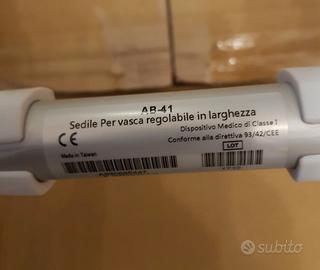 AB-41
Sedile Per vasca regolabile in larghezza
Dispositivo Medico di Classe I
CE
Conforme alla direttiva 93/42/CEE
Made in Taiwan
LOT
subito